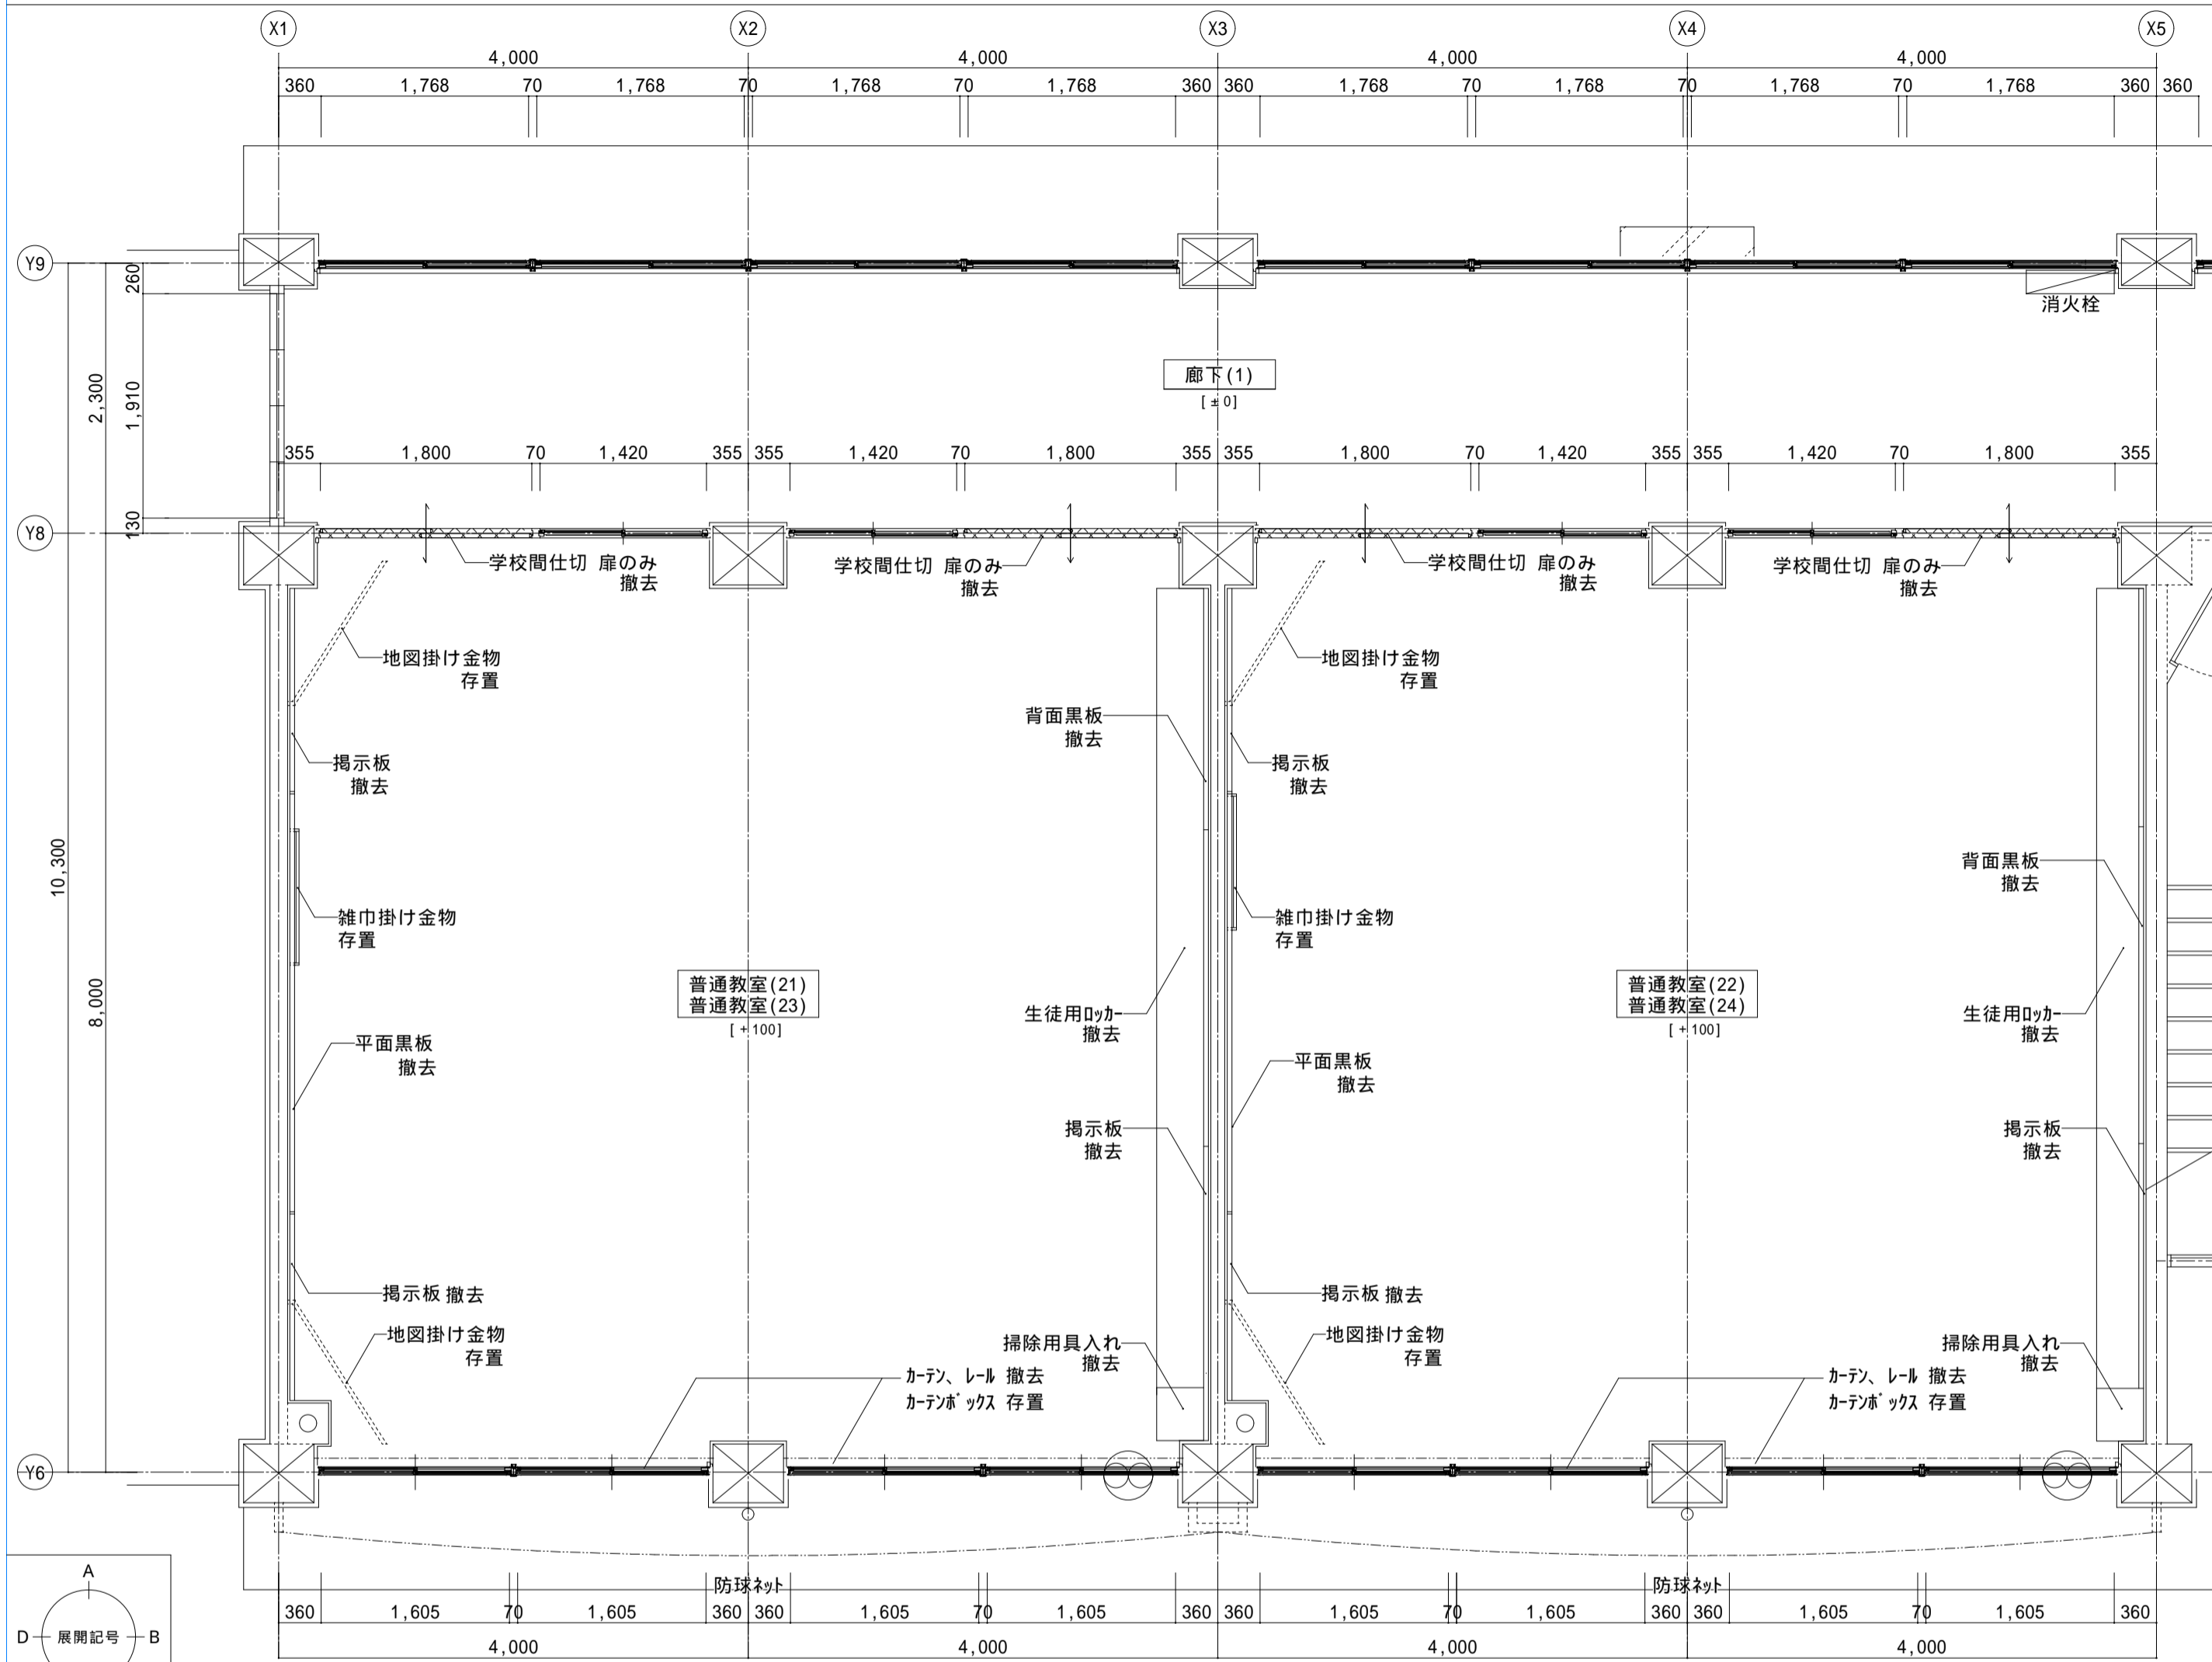 X1 X2 X3 X4 X5
4,000 4,000 4,000 4,000
360 1,768 70 1,768 70 1,768 70 1,768 360 360 1,768 70 1,768 70 1,768 70 1,768 360 360
Y9
260
消火栓
廊下(1)
[ ±0]
2,300
1,910
355 1,800 70 1,420 355 355 1,420 70 1,800 355 355 1,800 70 1,420 355 355 1,420 70 1,800 355
130
Y8
学校間仕切 扉のみ
撤去
学校間仕切 扉のみ
撤去
学校間仕切 扉のみ
撤去
学校間仕切 扉のみ
撤去
地図掛け金物
存置
地図掛け金物
存置
背面黒板
撤去
掲示板
撤去
掲示板
撤去
10,300
背面黒板
撤去
雑巾掛け金物
存置
雑巾掛け金物
存置
8,000
普通教室(21)
普通教室(23)
[ +100]
普通教室(22)
普通教室(24)
[ +100]
生徒用ﾛｯｶｰ
撤去
生徒用ﾛｯｶｰ
撤去
平面黒板
撤去
平面黒板
撤去
掲示板
撤去
掲示板
撤去
掲示板 撤去
掲示板 撤去
地図掛け金物
存置
地図掛け金物
存置
掃除用具入れ
撤去
掃除用具入れ
撤去
ｶｰﾃﾝ、ﾚｰﾙ 撤去
ｶｰﾃﾝﾎﾞｯｸｽ 存置
ｶｰﾃﾝ、ﾚｰﾙ 撤去
ｶｰﾃﾝﾎﾞｯｸｽ 存置
Y6
防球ﾈｯﾄ 防球ﾈｯﾄ
360 1,605 70 1,605 360 360 1,605 70 1,605 360 360 1,605 70 1,605 360 360 1,605 70 1,605 360
4,000 4,000 4,000 4,000
A
D 展開記号 B